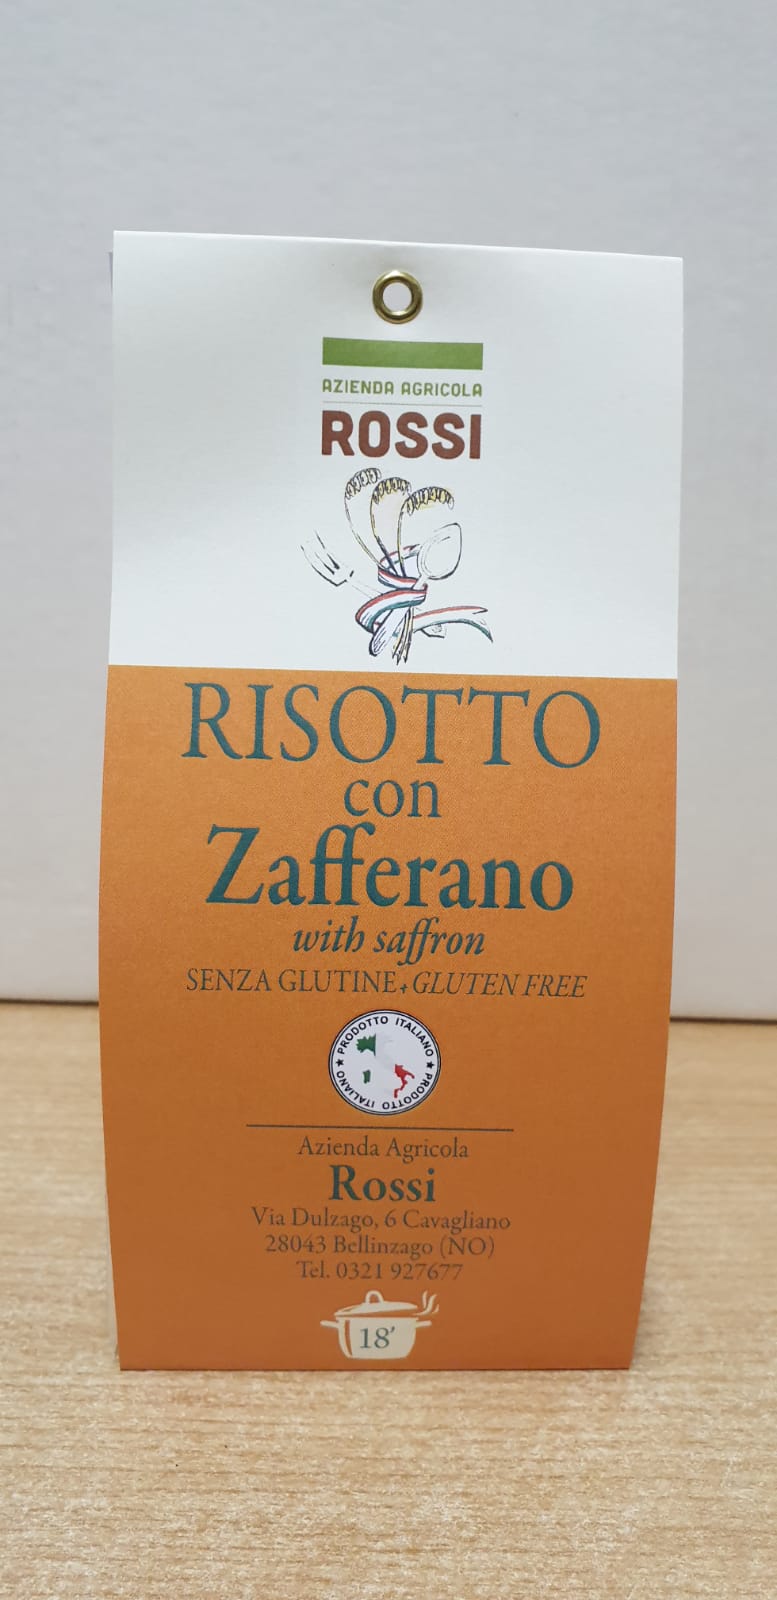 AZIENDA AGRICOLA
ROSSI
RISOTTO
con
Zafferano
with saffron
SENZA GLUTINE • GLUTEN FREE
PRODOTTO ITALIANO ★ PRODOTTO ITALIANO ★
Azienda Agricola
Rossi
Via Dulzago, 6 Cavagliano
28043 Bellinzago (NO)
Tel. 0321 927677
18'